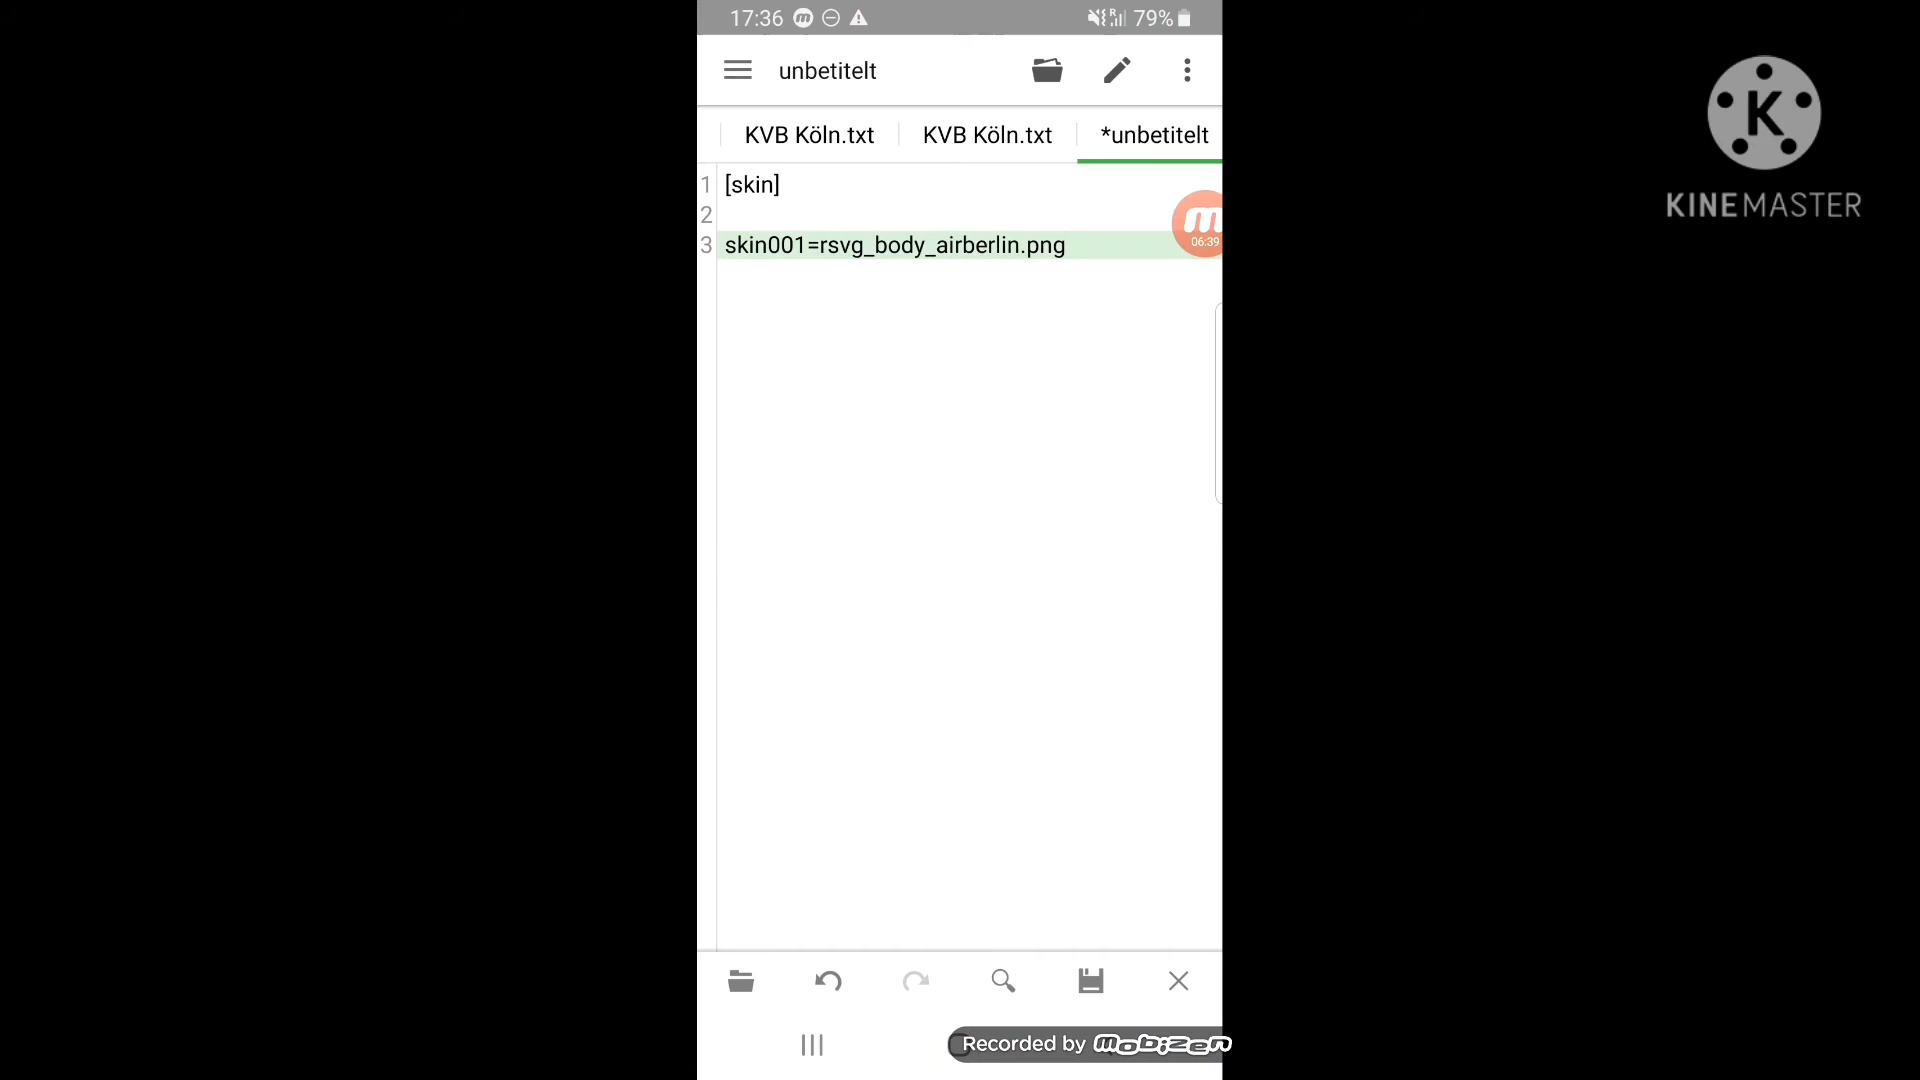 17:36 79%
unbetitelt
KVB Köln.txt KVB Köln.txt *unbetitelt
1 [skin]
2
3 skin001=rsvg_body_airberlin.png
06:39
K
KINEMASTER
Recorded by mobizen